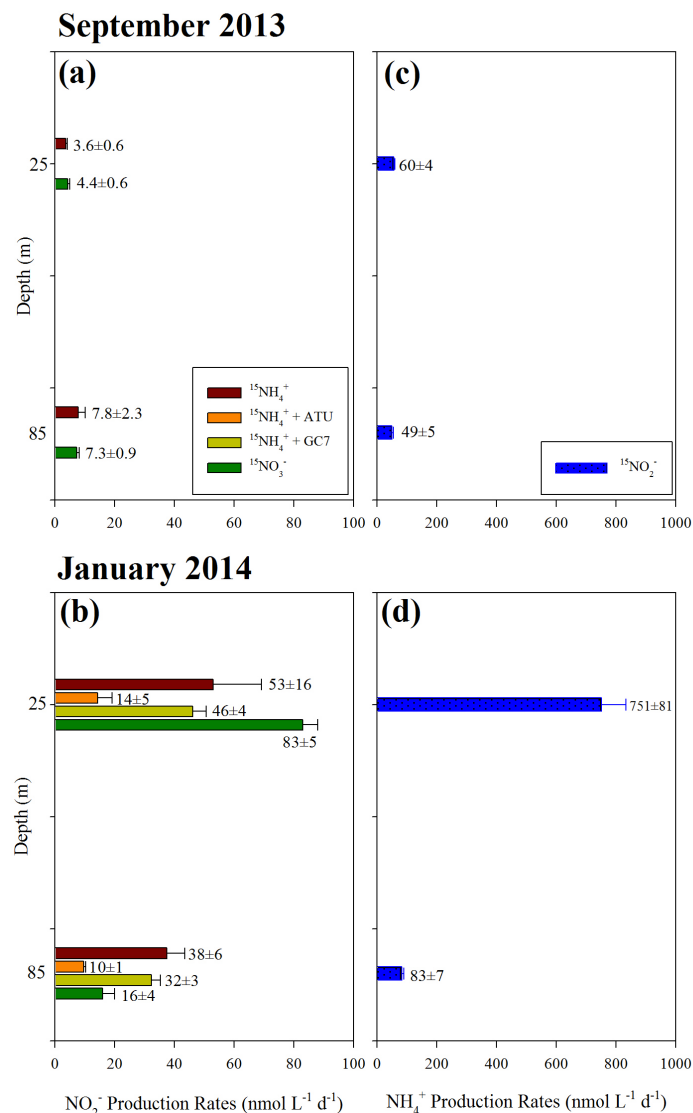 September 2013
(a)
3.6±0.6
25
4.4±0.6
Depth (m)
¹⁵NH₄⁺
¹⁵NH₄⁺ + ATU
¹⁵NH₄⁺ + GC7
¹⁵NO₃⁻
7.8±2.3
85
7.3±0.9
0 20 40 60 80 100
(c)
60±4
49±5
¹⁵NO₂⁻
0 200 400 600 800 1000
January 2014
(b)
53±16
14±5
25
46±4
83±5
Depth (m)
38±6
10±1
85
32±3
16±4
0 20 40 60 80 100
NO₂⁻ Production Rates (nmol L⁻¹ d⁻¹)
(d)
751±81
83±7
0 200 400 600 800 1000
NH₄⁺ Production Rates (nmol L⁻¹ d⁻¹)